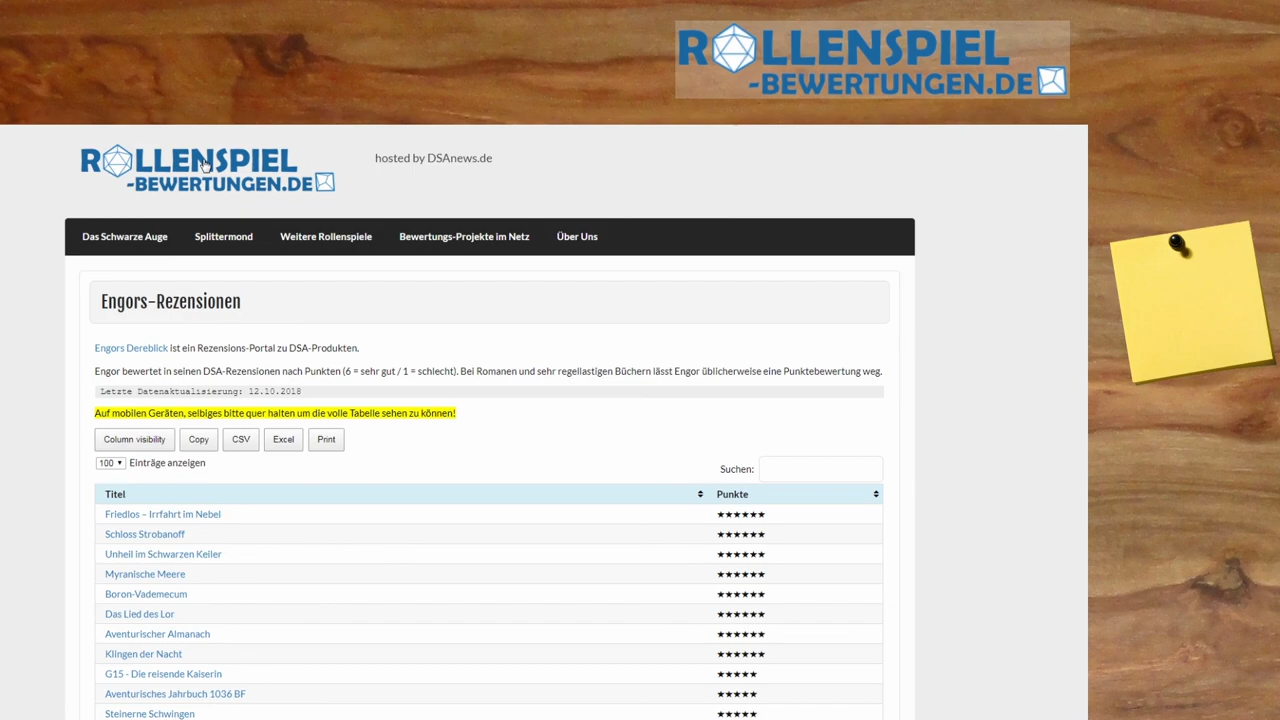 ROLLENSPIEL
-BEWERTUNGEN.DE
ROLLENSPIEL
-BEWERTUNGEN.DE
hosted by DSAnews.de
Das Schwarze Auge Splittermond Weitere Rollenspiele Bewertungs-Projekte im Netz Über Uns
Engors-Rezensionen
Engors Dereblick ist ein Rezensions-Portal zu DSA-Produkten.
Engor bewertet in seinen DSA-Rezensionen nach Punkten (6 = sehr gut / 1 = schlecht). Bei Romanen und sehr regellastigen Büchern lässt Engor üblicherweise eine Punktebewertung weg.
Letzte Datenaktualisierung: 12.10.2018
Auf mobilen Geräten, selbiges bitte quer halten um die volle Tabelle sehen zu können!
Column visibility Copy CSV Excel Print
100 Einträge anzeigen
Suchen:
Titel Punkte
Friedlos – Irrfahrt im Nebel ★★★★★★
Schloss Strobanoff ★★★★★★
Unheil im Schwarzen Keiler ★★★★★★
Myranische Meere ★★★★★★
Boron-Vademecum ★★★★★★
Das Lied des Lor ★★★★★★
Aventurischer Almanach ★★★★★★
Klingen der Nacht ★★★★★★
G15 - Die reisende Kaiserin ★★★★★
Aventurisches Jahrbuch 1036 BF ★★★★★
Steinerne Schwingen ★★★★★